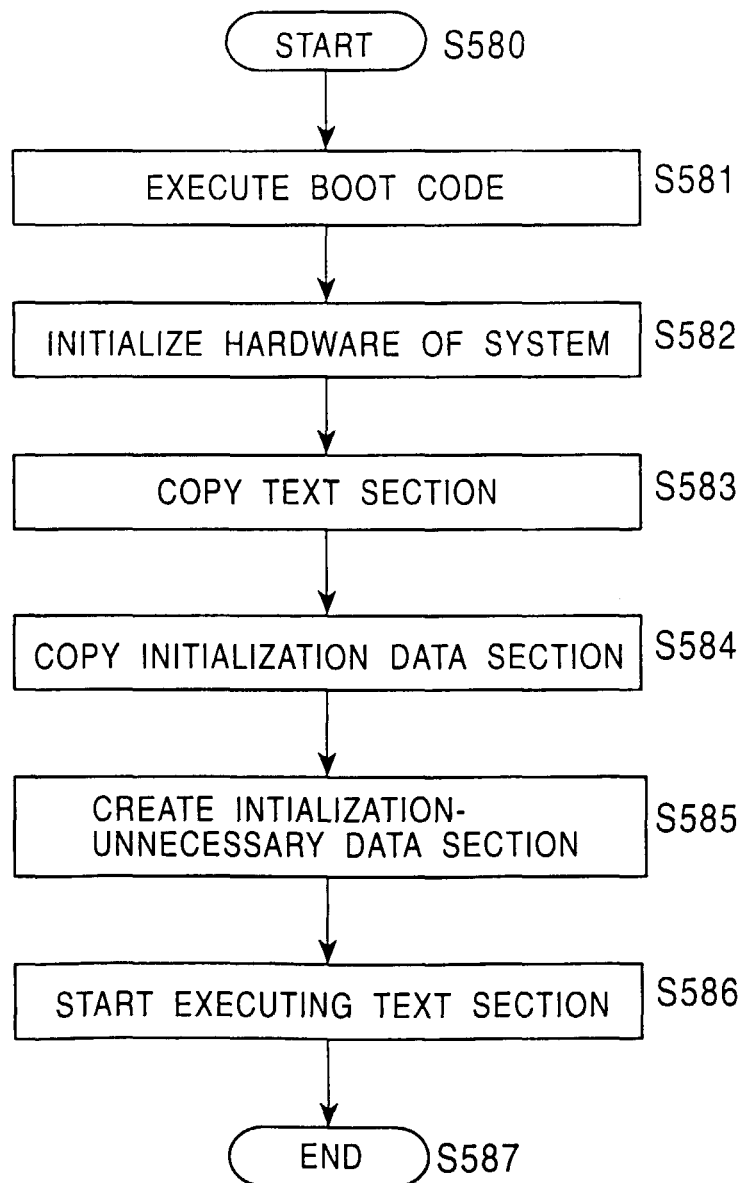 START S580
EXECUTE BOOT CODE S581
INITIALIZE HARDWARE OF SYSTEM S582
COPY TEXT SECTION S583
COPY INITIALIZATION DATA SECTION S584
CREATE INTIALIZATION- S585
UNNECESSARY DATA SECTION
START EXECUTING TEXT SECTION S586
END S587